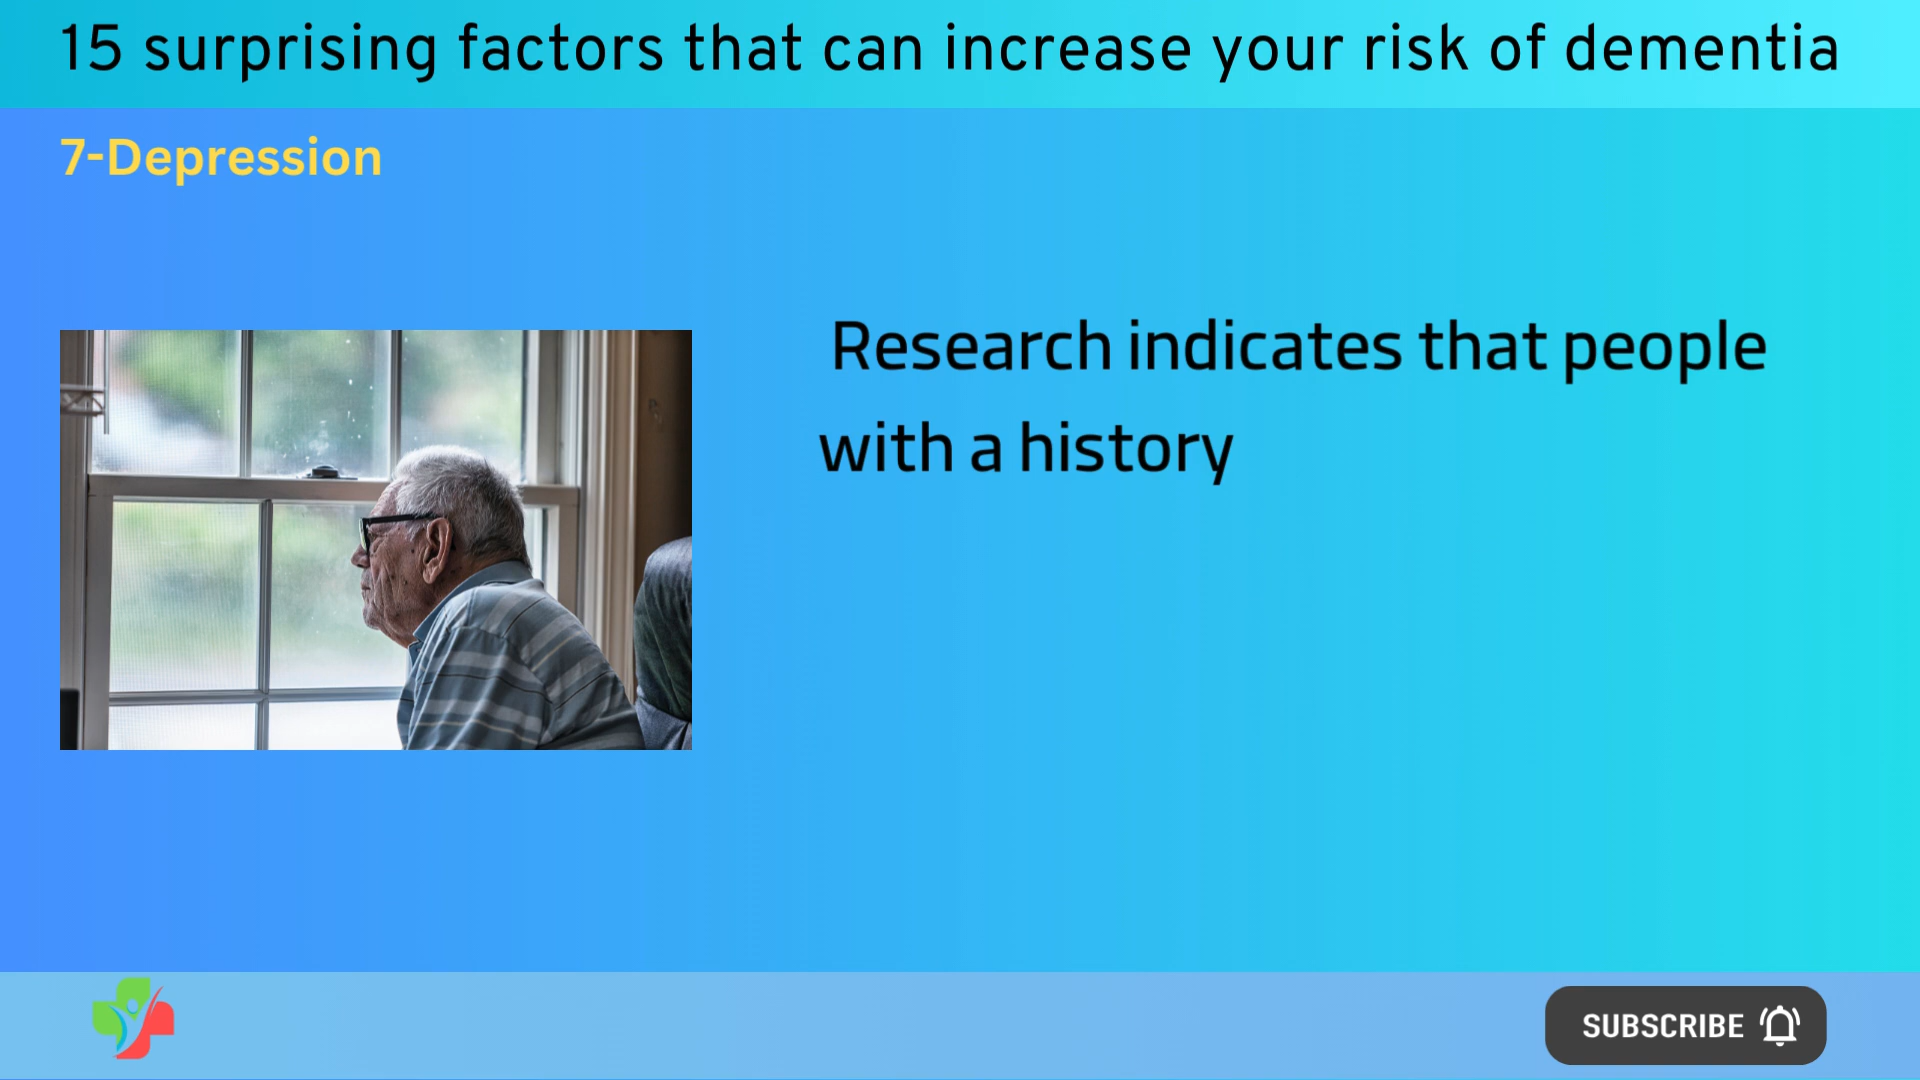 15 surprising factors that can increase your risk of dementia
7-Depression
Research indicates that people
with a history
SUBSCRIBE